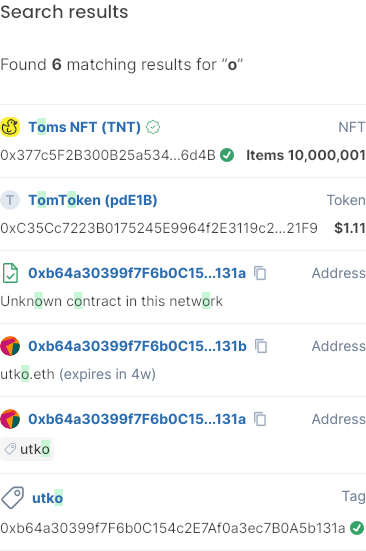 Search results
Found 6 matching results for “o”
Toms NFT (TNT) NFT
0x377c5F2B300B25a534...6d4B Items 10,000,001
T TomToken (pdE1B) Token
0xC35Cc7223B0175245E9964f2E3119c2...21F9 $1.11
0xb64a30399f7F6b0C15...131a Address
Unknown contract in this network
0xb64a30399f7F6b0C15...131b Address
utko.eth (expires in 4w)
0xb64a30399f7F6b0C15...131a Address
utko
utko Tag
0xb64a30399f7F6b0C154c2E7Af0a3ec7B0A5b131a